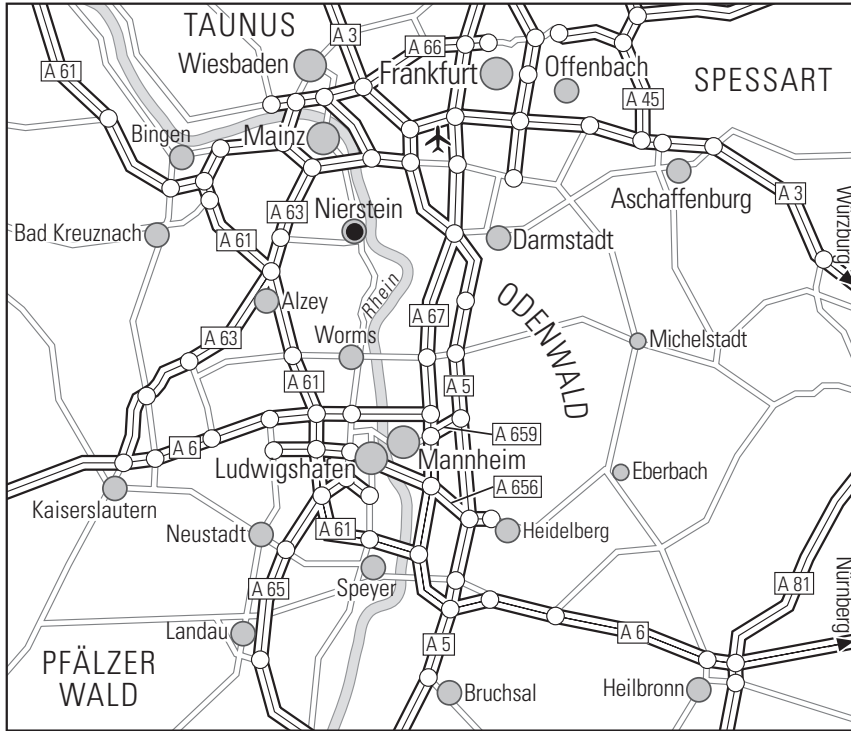 TAUNUS
A 3
A 66
A 61
Wiesbaden
Frankfurt
Offenbach
SPESSART
A 45
Bingen
Mainz
Aschaffenburg
A 3
Würzburg
A 63
Nierstein
Bad Kreuznach
A 61
Darmstadt
Rhein
Alzey
ODENWALD
A 67
A 63
Worms
Michelstadt
A 61
A 5
A 659
A 6
Ludwigshafen
Mannheim
A 656
Eberbach
Kaiserslautern
Neustadt
A 61
Heidelberg
Speyer
A 65
A 81
Nürnberg
Landau
A 5
A 6
PFÄLZER
WALD
Bruchsal
Heilbronn